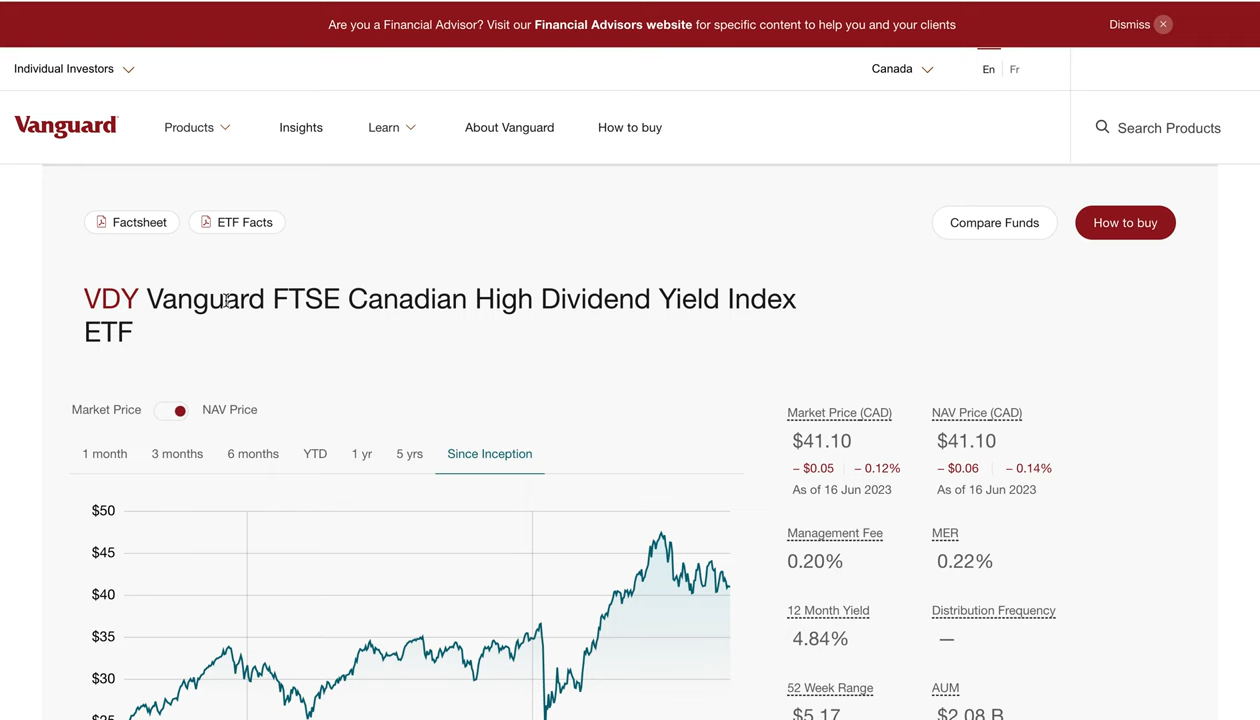 Are you a Financial Advisor? Visit our Financial Advisors website for specific content to help you and your clients
Dismiss
Individual Investors
Canada
En
Fr
Vanguard
Products
Insights
Learn
About Vanguard
How to buy
Search Products
Factsheet
ETF Facts
Compare Funds
How to buy
VDY Vanguard FTSE Canadian High Dividend Yield Index
ETF
Market Price
NAV Price
1 month
3 months
6 months
YTD
1 yr
5 yrs
Since Inception
$50
$45
$40
$35
$30
$25
Market Price (CAD)
NAV Price (CAD)
$41.10
$41.10
– $0.05
– 0.12%
– $0.06
– 0.14%
As of 16 Jun 2023
As of 16 Jun 2023
Management Fee
MER
0.20%
0.22%
12 Month Yield
Distribution Frequency
4.84%
—
52 Week Range
AUM
$5.17
$2.08 B